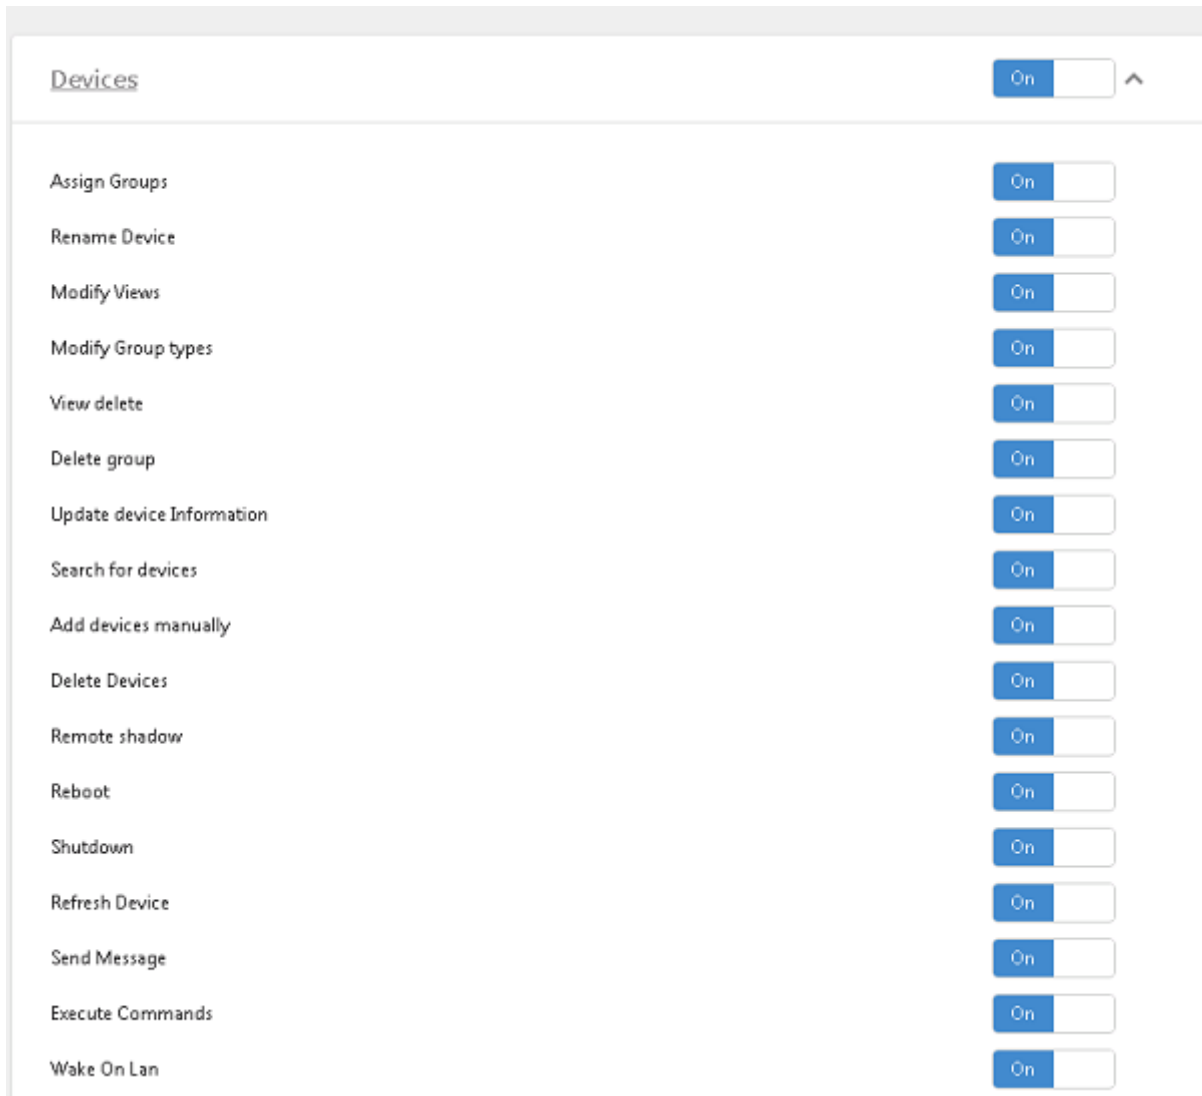 Devices On
Assign Groups On
Rename Device On
Modify Views On
Modify Group types On
View delete On
Delete group On
Update device Information On
Search for devices On
Add devices manually On
Delete Devices On
Remote shadow On
Reboot On
Shutdown On
Refresh Device On
Send Message On
Execute Commands On
Wake On Lan On